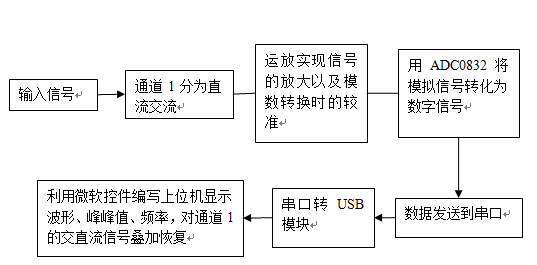 输入信号
通道 1 分为直
流交流
运放实现信号
的放大以及模
数转换时的较
准
用 ADC0832 将
模拟信号转化为
数字信号
数据发送到串口
串口转 USB
模块
利用微软控件编写上位机显示
波形、峰峰值、频率，对通道 1
的交直流信号叠加恢复